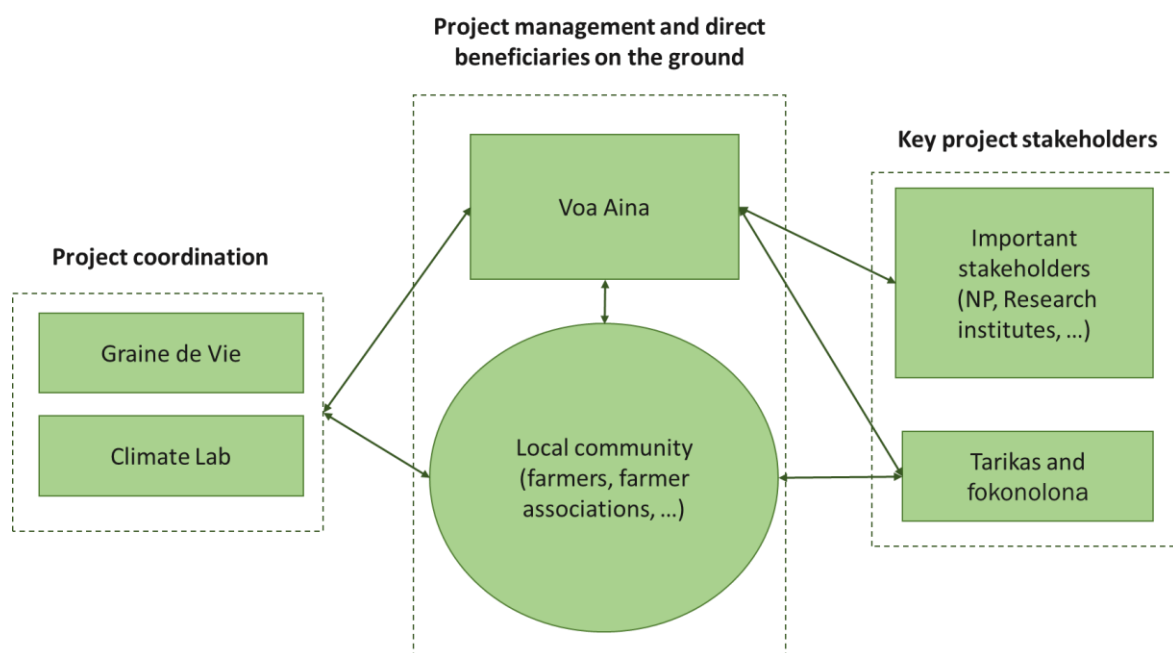 Project management and direct
beneficiaries on the ground
Voa Aina
Local community
(farmers, farmer
associations, …)
Project coordination
Graine de Vie
Climate Lab
Key project stakeholders
Important
stakeholders
(NP, Research
institutes, …)
Tarikas and
fokonolona